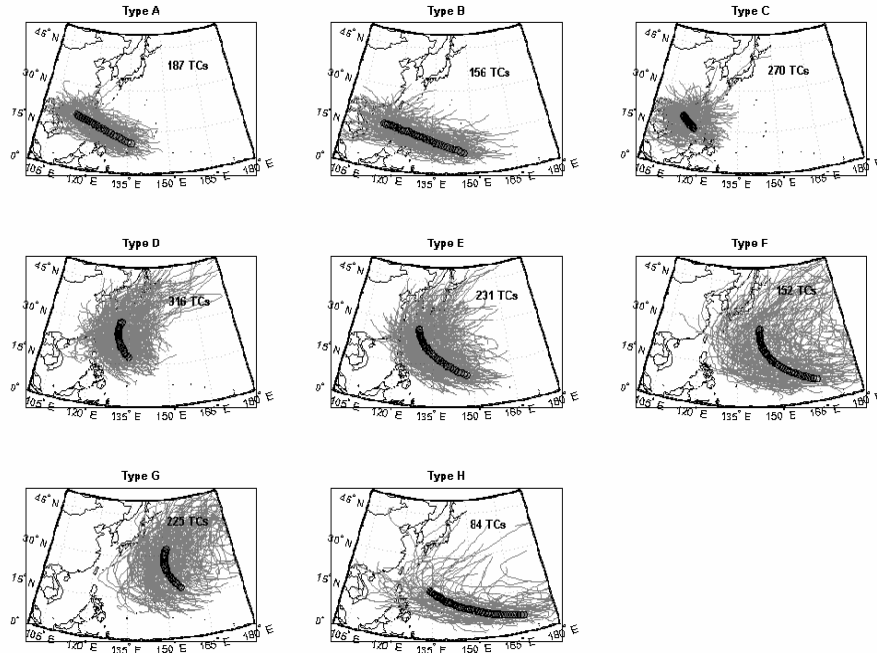 Type A
Type B
Type C
45° N
30° N
15° N
0°
187 TCs
105° E
120° E
135° E
150° E
165° E
180° E
45° N
30° N
15° N
0°
156 TCs
105° E
120° E
135° E
150° E
165° E
180° E
45° N
30° N
15° N
0°
270 TCs
105° E
120° E
135° E
150° E
165° E
180° E
Type D
Type E
Type F
45° N
30° N
15° N
0°
316 TCs
105° E
120° E
135° E
150° E
165° E
180° E
45° N
30° N
15° N
0°
231 TCs
105° E
120° E
135° E
150° E
165° E
180° E
45° N
30° N
15° N
0°
152 TCs
105° E
120° E
135° E
150° E
165° E
180° E
Type G
Type H
45° N
30° N
15° N
0°
225 TCs
105° E
120° E
135° E
150° E
165° E
180° E
45° N
30° N
15° N
0°
84 TCs
105° E
120° E
135° E
150° E
165° E
180° E